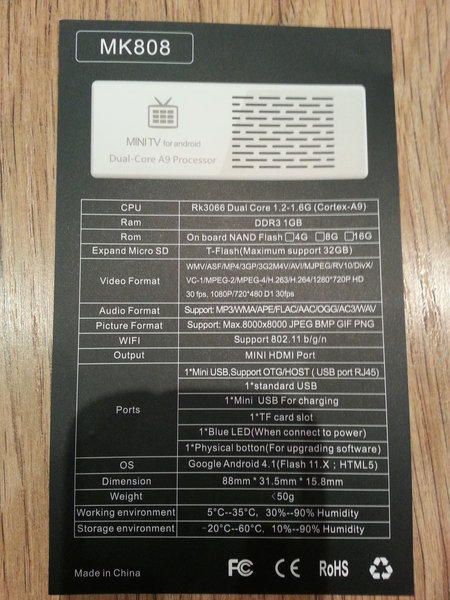 MK808
MINI TV for android
Dual-Core A9 Processor
CPU Rk3066 Dual Core 1.2-1.6G (Cortex-A9)
Ram DDR3 1GB
Rom On board NAND Flash □4G □8G □16G
Expand Micro SD T-Flash(Maximum support 32GB)
Video Format WMV/ASF/MP4/3GP/3G2M4V/AVI/MJPEG/RV10/DivX/
VC-1/MPEG-2/MPEG-4/H.263/H.264/1280*720P HD
30 fps, 1080P/720*480 D1 30fps
Audio Format Support: MP3/WMA/APE/FLAC/AAC/OGG/AC3/WAV
Picture Format Support: Max.8000x8000 JPEG BMP GIF PNG
WIFI Support 802.11 b/g/n
Output MINI HDMI Port
Ports 1*Mini USB,Support OTG/HOST ( USB port RJ45)
1*standard USB
1*Mini USB For charging
1*TF card slot
1*Blue LED(When connect to power)
1*Physical botton(For upgrading software)
OS Google Android 4.1(Flash 11.X ; HTML5)
Dimension 88mm * 31.5mm * 15.8mm
Weight <50g
Working environment 5°C--35°C, 30%--90% Humidity
Storage environment -20°C--60°C, 10%--90% Humidity
Made in China FC CE RoHS